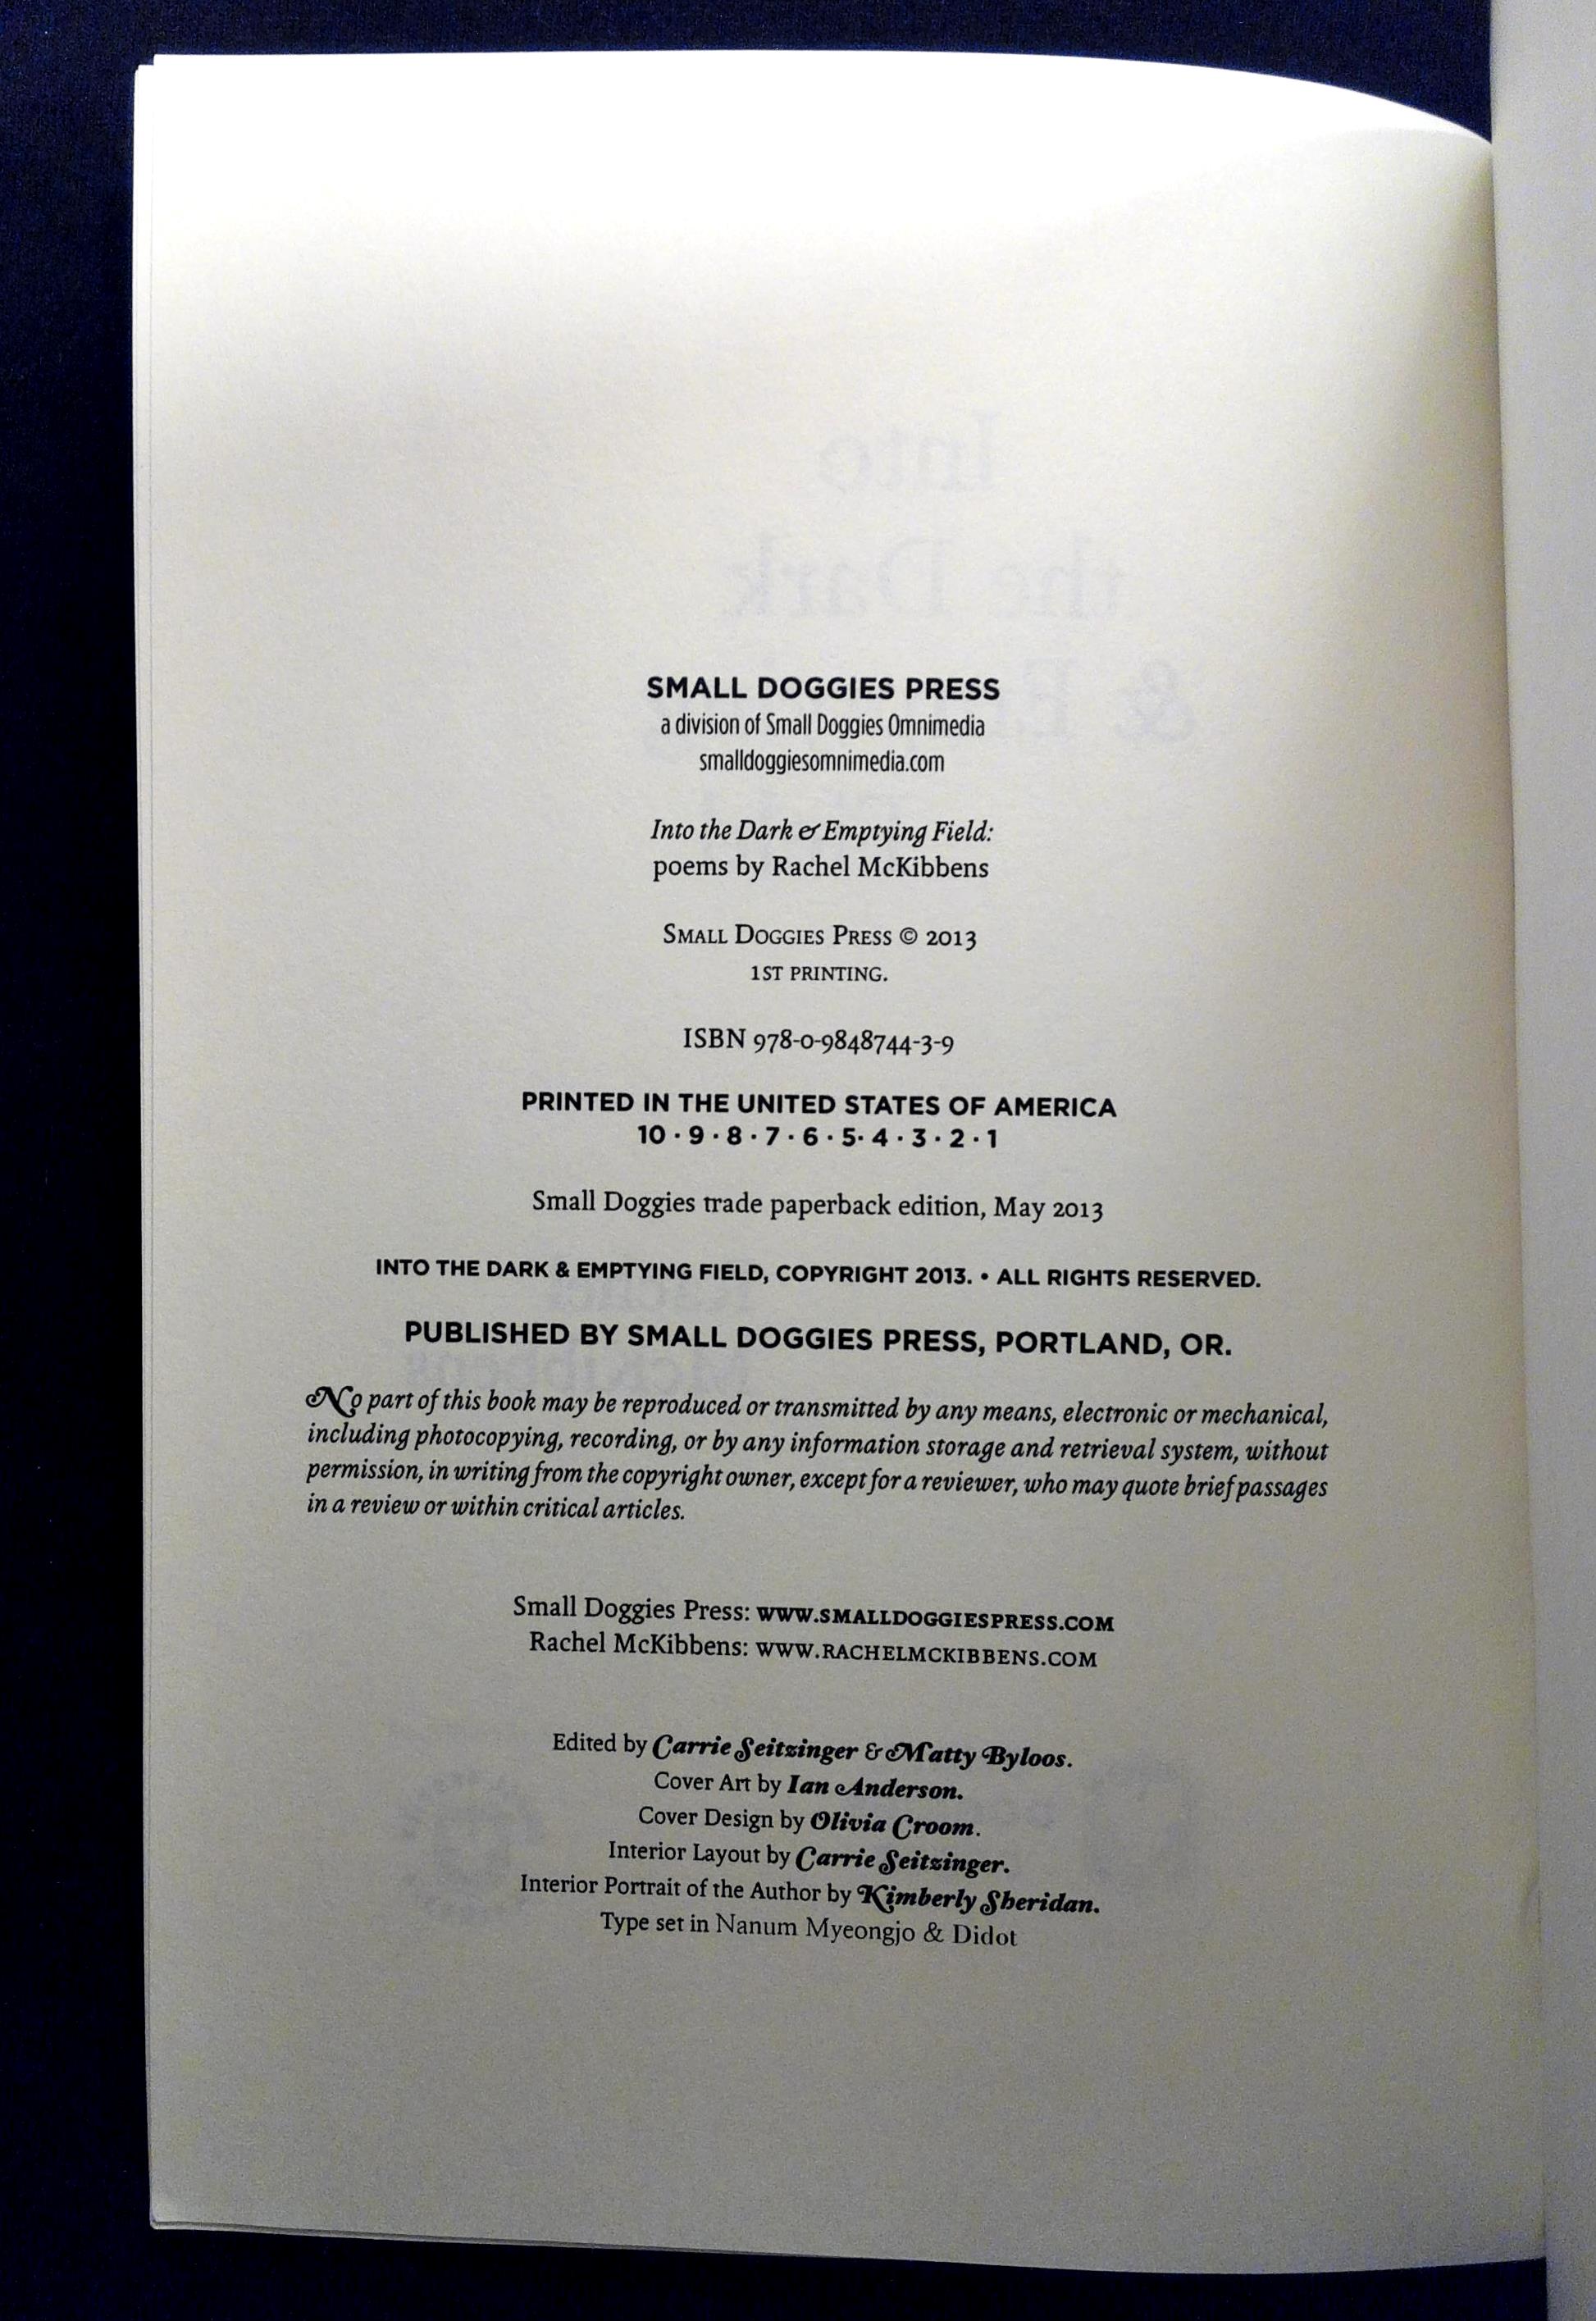 SMALL DOGGIES PRESS
a division of Small Doggies Omnimedia
smalldoggiesomnimedia.com
Into the Dark & Emptying Field:
poems by Rachel McKibbens
SMALL DOGGIES PRESS © 2013
1ST PRINTING.
ISBN 978-0-9848744-3-9
PRINTED IN THE UNITED STATES OF AMERICA
10 · 9 · 8 · 7 · 6 · 5· 4 · 3 · 2 · 1
Small Doggies trade paperback edition, May 2013
INTO THE DARK & EMPTYING FIELD, COPYRIGHT 2013. • ALL RIGHTS RESERVED.
PUBLISHED BY SMALL DOGGIES PRESS, PORTLAND, OR.
No part of this book may be reproduced or transmitted by any means, electronic or mechanical,
including photocopying, recording, or by any information storage and retrieval system, without
permission, in writing from the copyright owner, except for a reviewer, who may quote brief passages
in a review or within critical articles.
Small Doggies Press: WWW.SMALLDOGGIESPRESS.COM
Rachel McKibbens: WWW.RACHELMCKIBBENS.COM
Edited by Carrie Seitzinger & Matty Byloos.
Cover Art by Ian Anderson.
Cover Design by Olivia Croom.
Interior Layout by Carrie Seitzinger.
Interior Portrait of the Author by Kimberly Sheridan.
Type set in Nanum Myeongjo & Didot